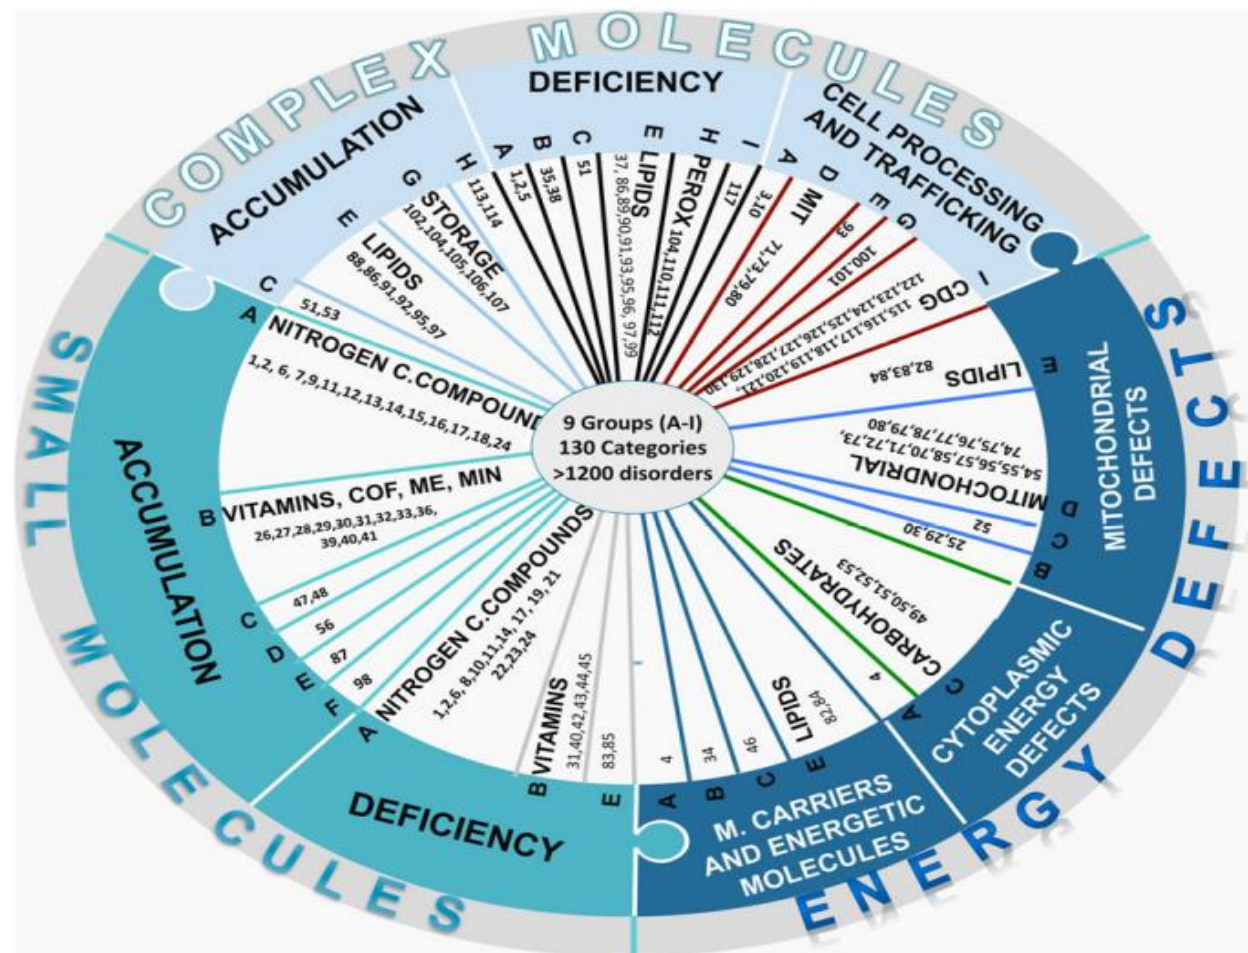 COMPLEX MOLECULES
ACCUMULATION
C
51,53
E
LIPIDS
88,86,91,92,95,97
G
STORAGE
102,104,105,106,107
H
113,114
DEFICIENCY
A
1,2,5
B
35,38
C
51
E
LIPIDS
37, 86,89,90,91,93,95,96, 97,99
H
PEROX
104,110,111,112
I
117
CELL PROCESSING
AND TRAFFICKING
A
3,10
D
MIT
71,73,79,80
E
93
G
100,101
I
CDG
122,123,124,125,126,127,128,129,130
115,116,117,118,119,120,121,
ENERGY DEFECTS
MITOCHONDRIAL
DEFECTS
E
LIPIDS
82,83,84
D
MITOCHONDRIAL
54,55,56,57,58,70,71,72,73,
74,75,76,77,78,79,80
C
52
B
25,29,30
CYTOPLASMIC
ENERGY
DEFECTS
C
CARBOHYDRATES
49,50,51,52,53
A
4
M. CARRIERS
AND ENERGETIC
MOLECULES
E
LIPIDS
82,84
C
46
B
34
A
4
SMALL MOLECULES
DEFICIENCY
E
83,85
B
VITAMINS
31,40,42,43,44,45
A
NITROGEN C.COMPOUNDS
1,2,6, 8,10,11,14, 17, 19, 21
22,23,24
ACCUMULATION
F
98
E
87
D
56
C
47,48
B
VITAMINS, COF, ME, MIN
26,27,28,29,30,31,32,33,36,
39,40,41
A
NITROGEN C.COMPOUND
1,2, 6, 7,9,11,12,13,14,15,16,17,18,24
9 Groups (A-I)
130 Categories
>1200 disorders